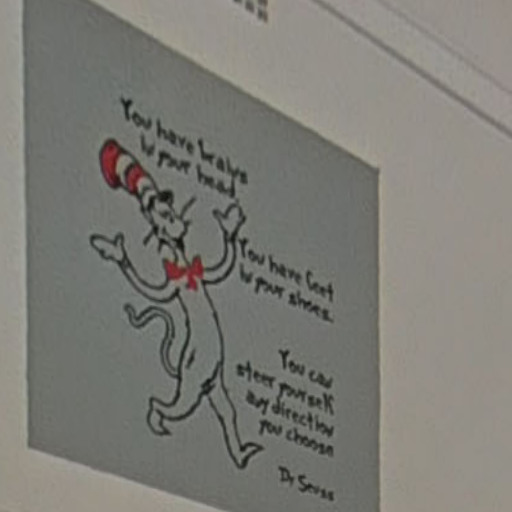 You have brains
in your head
You have feet
in your shoes.
You can
steer yourself
any direction
you choose
Dr Seuss